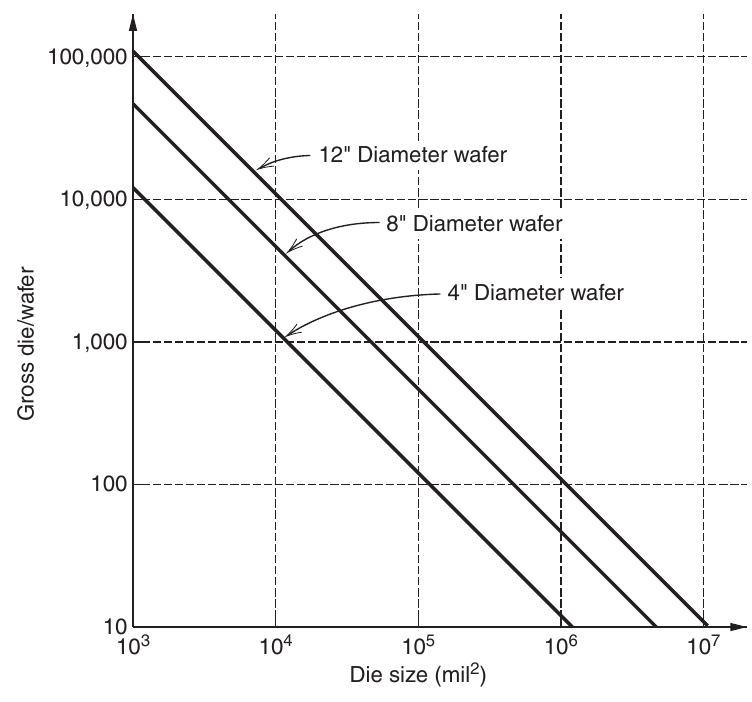 100,000
12" Diameter wafer
10,000
8" Diameter wafer
4" Diameter wafer
1,000
Gross die/wafer
100
10
10³ 10⁴ 10⁵ 10⁶ 10⁷
Die size (mil²)